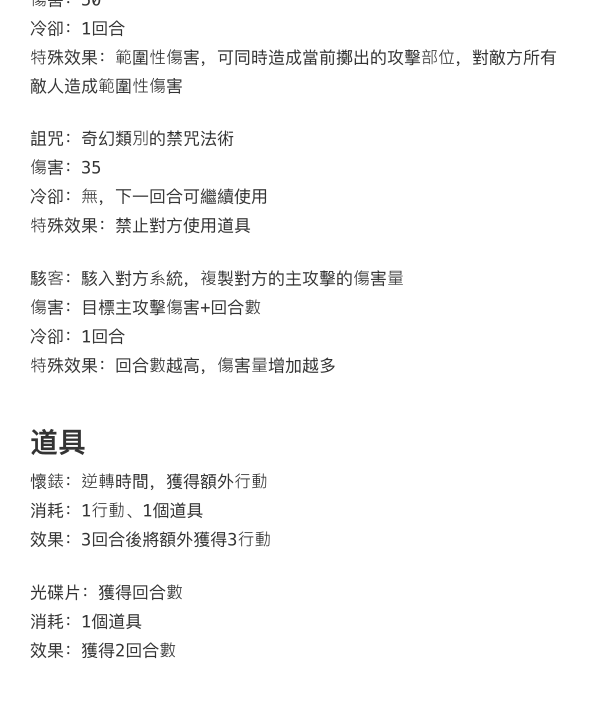 傷害：50
冷卻：1回合
特殊效果：範圍性傷害，可同時造成當前擲出的攻擊部位，對敵方所有
敵人造成範圍性傷害
詛咒：奇幻類別的禁咒法術
傷害：35
冷卻：無，下一回合可繼續使用
特殊效果：禁止對方使用道具
駭客：駭入對方系統，複製對方的主攻擊的傷害量
傷害：目標主攻擊傷害+回合數
冷卻：1回合
特殊效果：回合數越高，傷害量增加越多
道具
懷錶：逆轉時間，獲得額外行動
消耗：1行動、1個道具
效果：3回合後將額外獲得3行動
光碟片：獲得回合數
消耗：1個道具
效果：獲得2回合數